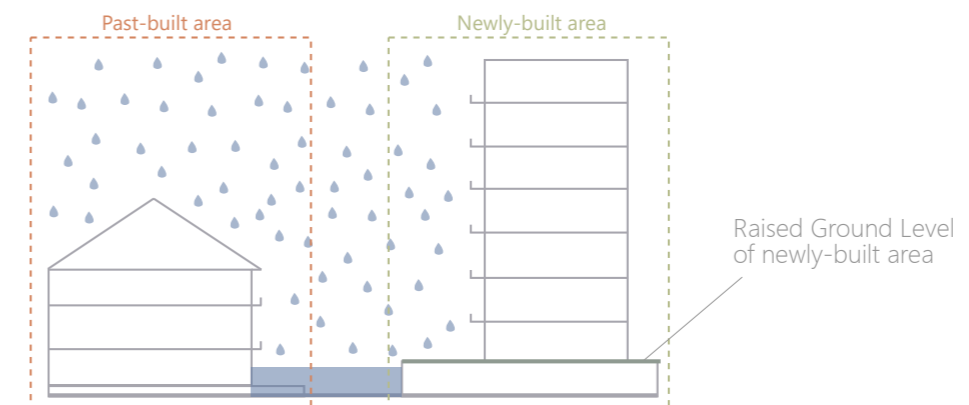 Past-built area
Newly-built area
Raised Ground Level
of newly-built area